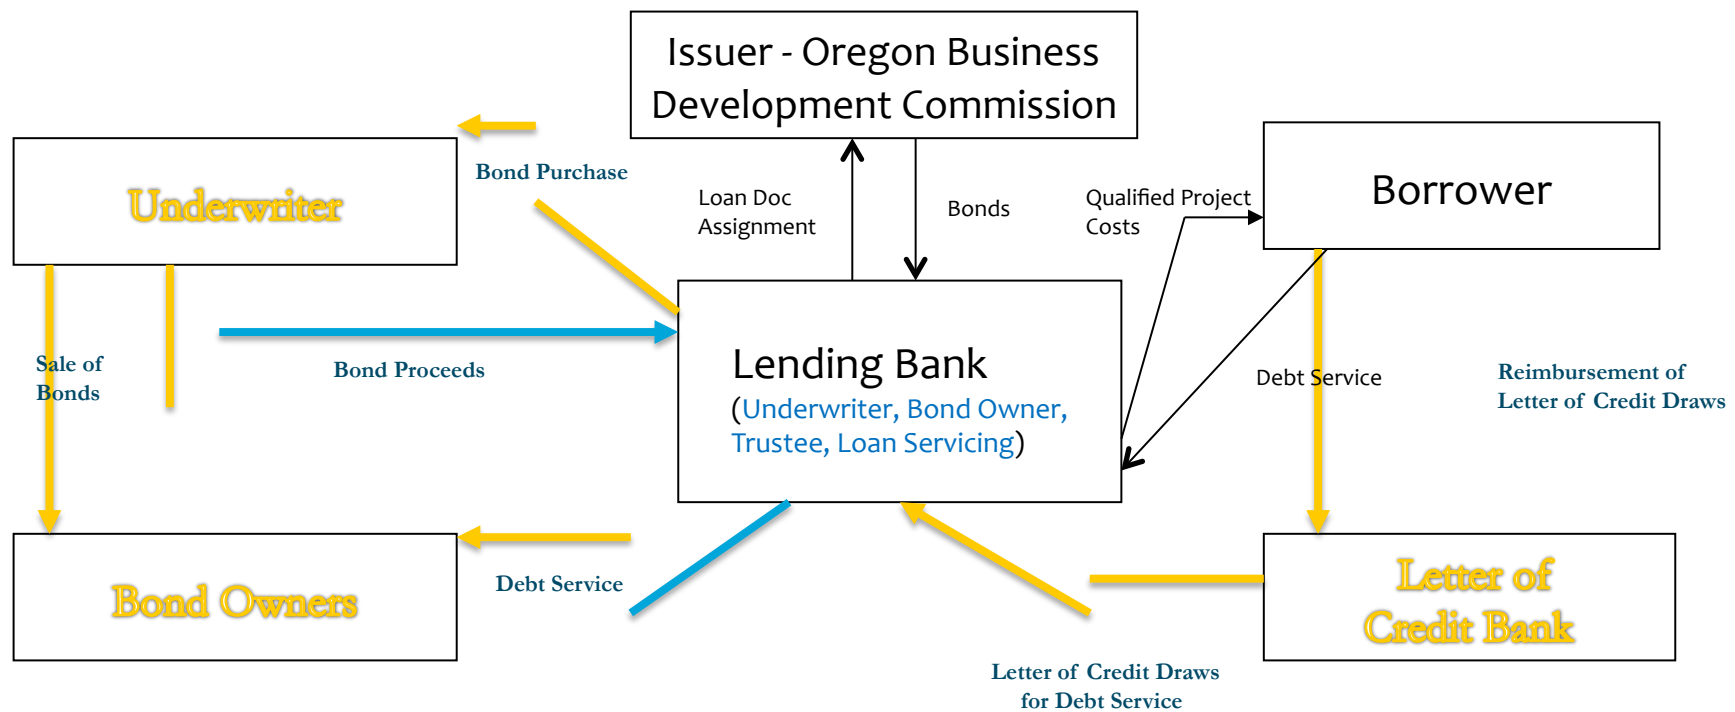 Issuer - Oregon Business
Development Commission
Underwriter
Bond Purchase
Loan Doc
Assignment
Bonds
Qualified Project
Costs
Borrower
Sale of
Bonds
Bond Proceeds
Lending Bank
(Underwriter, Bond Owner,
Trustee, Loan Servicing)
Debt Service
Reimbursement of
Letter of Credit Draws
Bond Owners
Debt Service
Letter of
Credit Bank
Letter of Credit Draws
for Debt Service